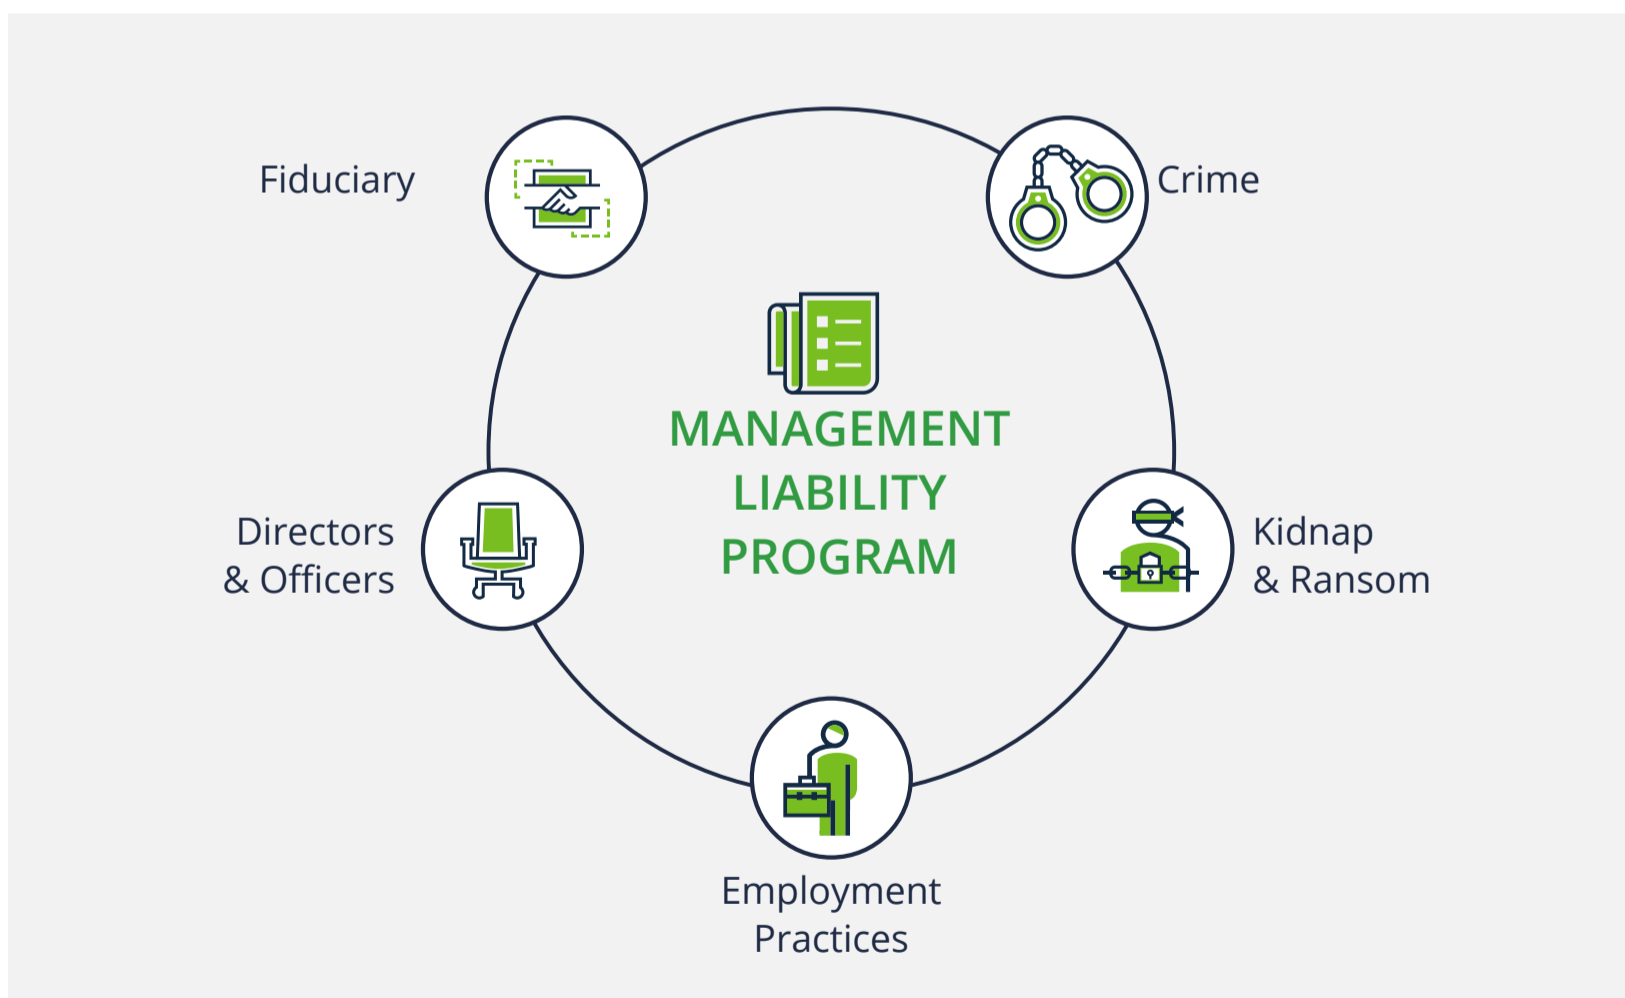 Fiduciary
Crime
MANAGEMENT
LIABILITY
PROGRAM
Directors
& Officers
Kidnap
& Ransom
Employment
Practices